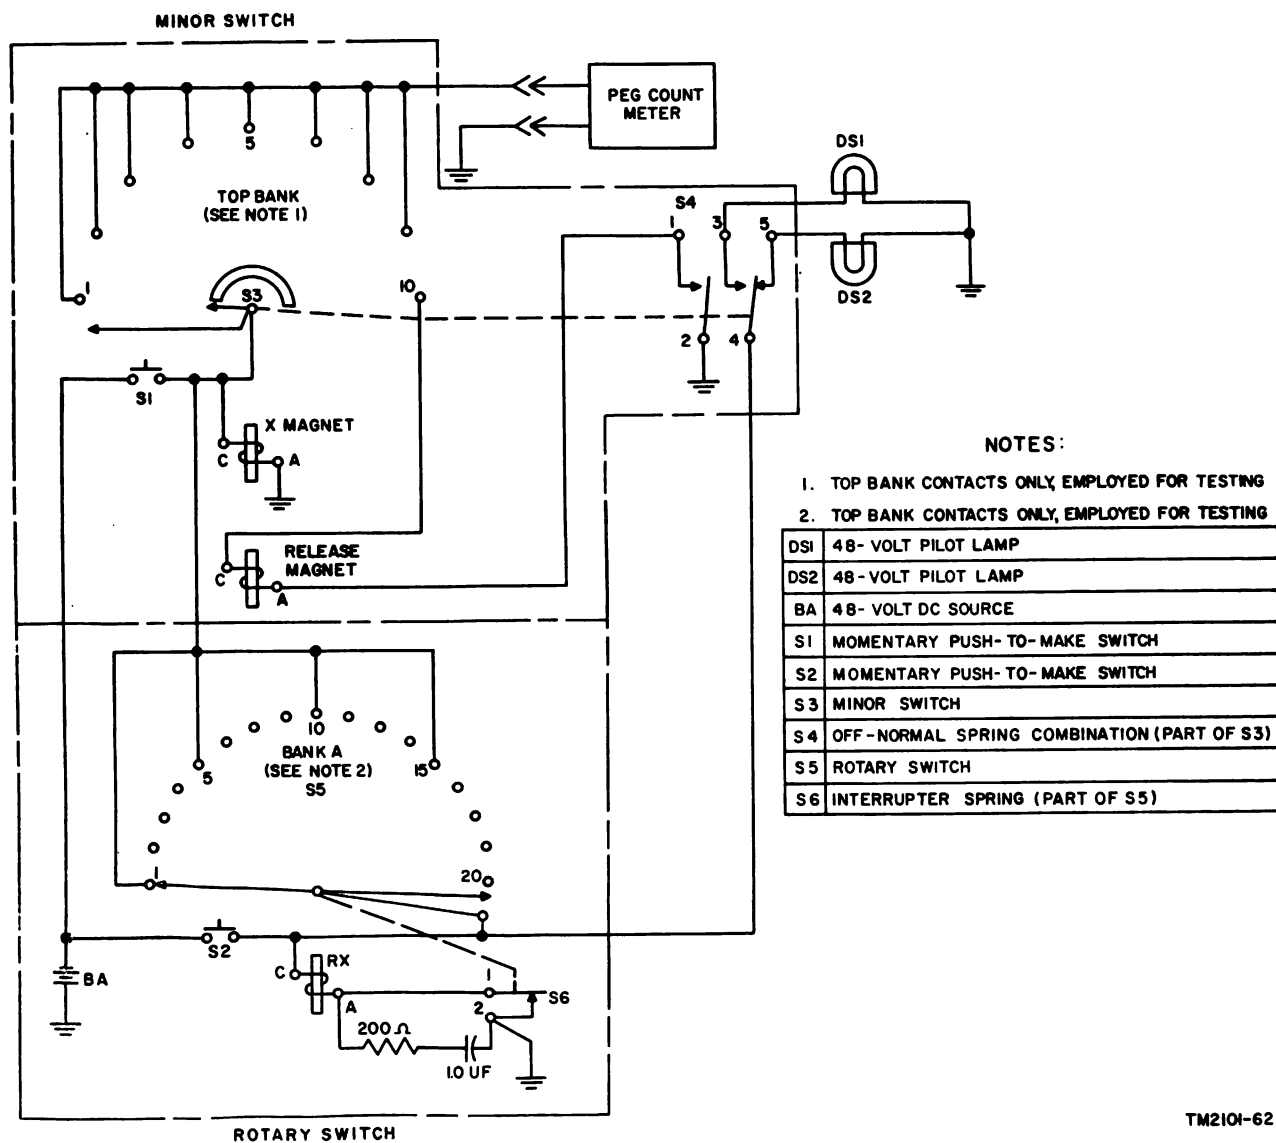 MINOR SWITCH
PEG COUNT
METER
5
TOP BANK
(SEE NOTE 1)
DS1
S4
1
3
5
DS2
1
S3
10
2
4
S1
X MAGNET
C
A
RELEASE
MAGNET
C
A
NOTES:
1. TOP BANK CONTACTS ONLY, EMPLOYED FOR TESTING
2. TOP BANK CONTACTS ONLY, EMPLOYED FOR TESTING
DS1 48-VOLT PILOT LAMP
DS2 48-VOLT PILOT LAMP
BA 48-VOLT DC SOURCE
S1 MOMENTARY PUSH-TO-MAKE SWITCH
S2 MOMENTARY PUSH-TO-MAKE SWITCH
S3 MINOR SWITCH
S4 OFF-NORMAL SPRING COMBINATION (PART OF S3)
S5 ROTARY SWITCH
S6 INTERRUPTER SPRING (PART OF S5)
10
BANK A
(SEE NOTE 2)
S5
5
15
1
20
S2
BA
C
RX
A
1
2
S6
200 Ω
1.0 UF
ROTARY SWITCH
TM2101-62